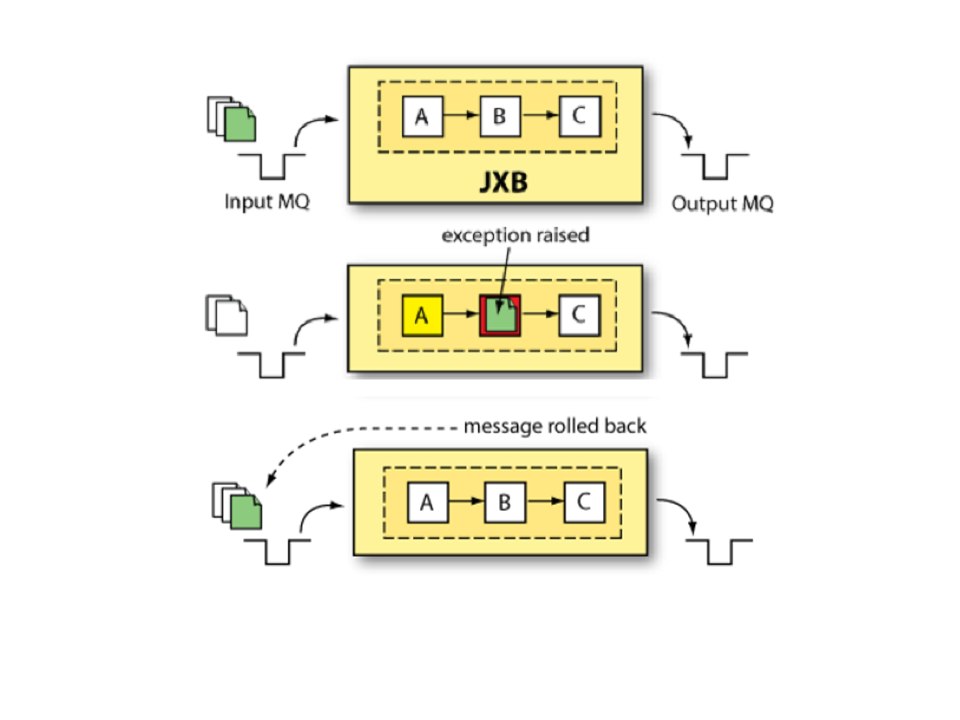 A B C
JXB
Input MQ
Output MQ
exception raised
A C
message rolled back
A B C